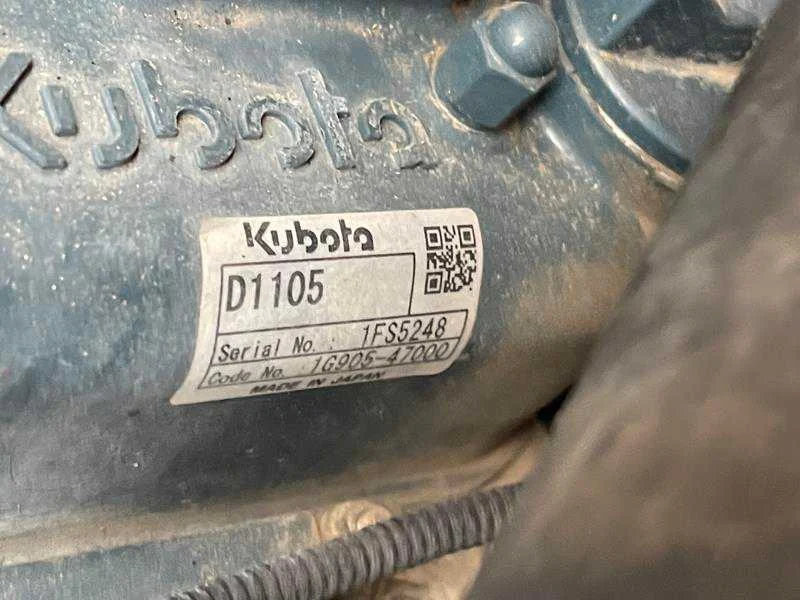 Kubota
Kubota
D1105
Serial No. 1FS5248
Code No. 1G905-47000
MADE IN JAPAN